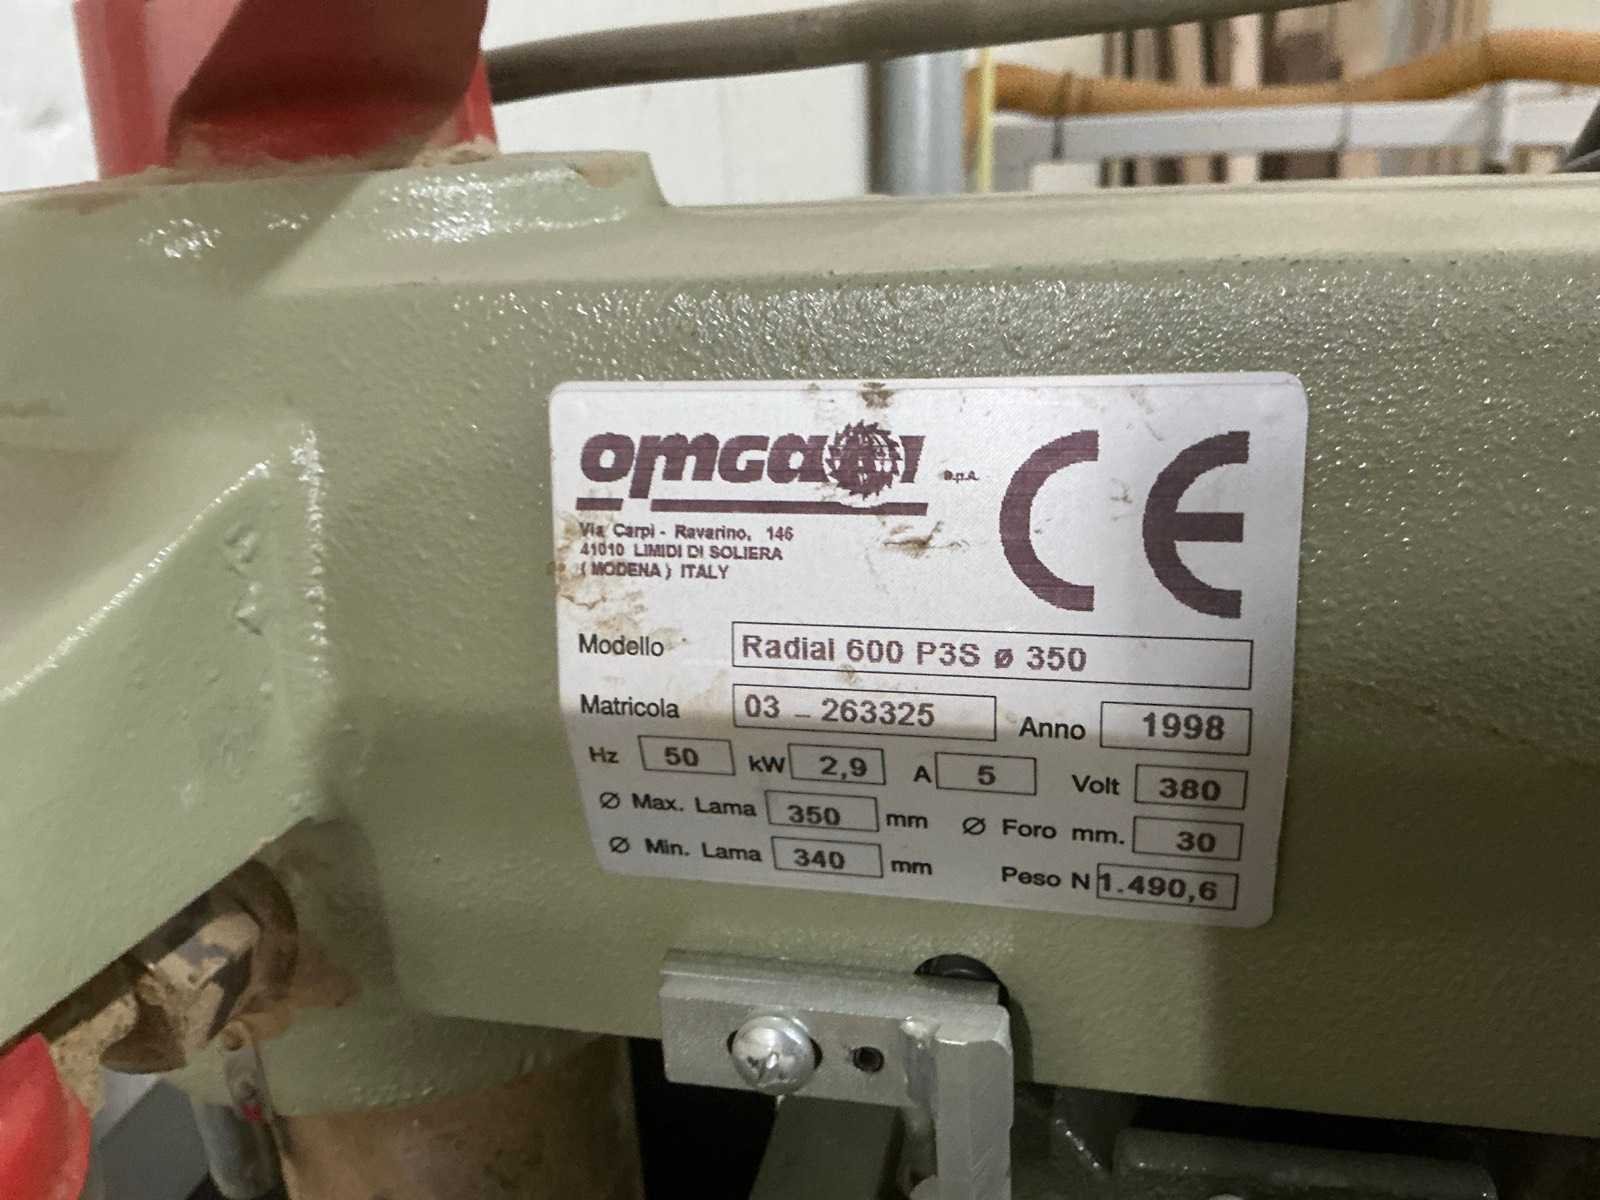 omga S.p.A.
Via Carpi - Ravarino, 146
41010 LIMIDI DI SOLIERA
( MODENA ) ITALY
CE
Modello Radial 600 P3S ø 350
Matricola 03 - 263325 Anno 1998
Hz 50 kW 2,9 A 5 Volt 380
Ø Max. Lama 350 mm Ø Foro mm. 30
Ø Min. Lama 340 mm Peso N 1.490,6